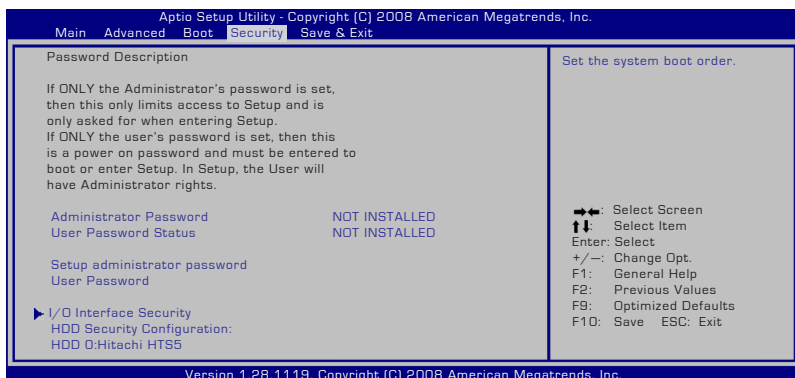 Aptio Setup Utility - Copyright (C) 2008 American Megatrends, Inc.
Main Advanced Boot Security Save & Exit
Password Description
If ONLY the Administrator's password is set,
then this only limits access to Setup and is
only asked for when entering Setup.
If ONLY the user's password is set, then this
is a power on password and must be entered to
boot or enter Setup. In Setup, the User will
have Administrator rights.
Administrator Password NOT INSTALLED
User Password Status NOT INSTALLED
Setup administrator password
User Password
I/O Interface Security
HDD Security Configuration:
HDD 0:Hitachi HTS5
Set the system boot order.
→←: Select Screen
↑↓: Select Item
Enter: Select
+/—: Change Opt.
F1: General Help
F2: Previous Values
F9: Optimized Defaults
F10: Save ESC: Exit
Version 1.28.1119. Copyright (C) 2008 American Megatrends, Inc.